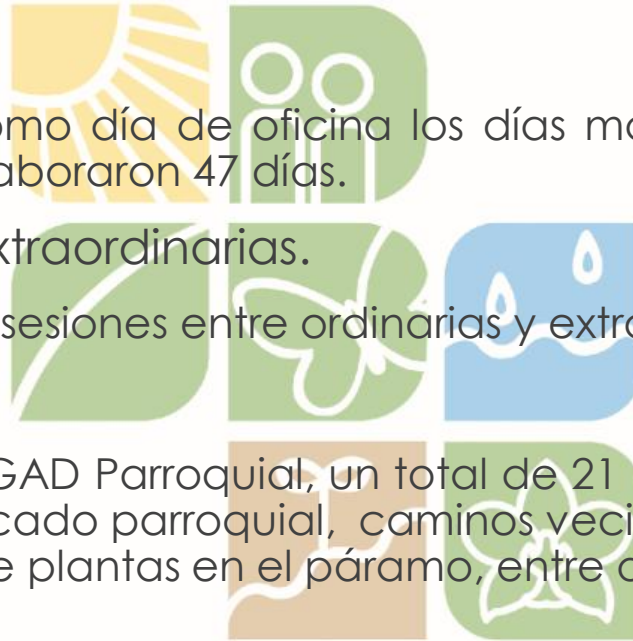 omo día de oficina los días ma
aboraron 47 días.
xtraordinarias.
sesiones entre ordinarias y extra
GAD Parroquial, un total de 21
cado parroquial, caminos veci
e plantas en el páramo, entre o